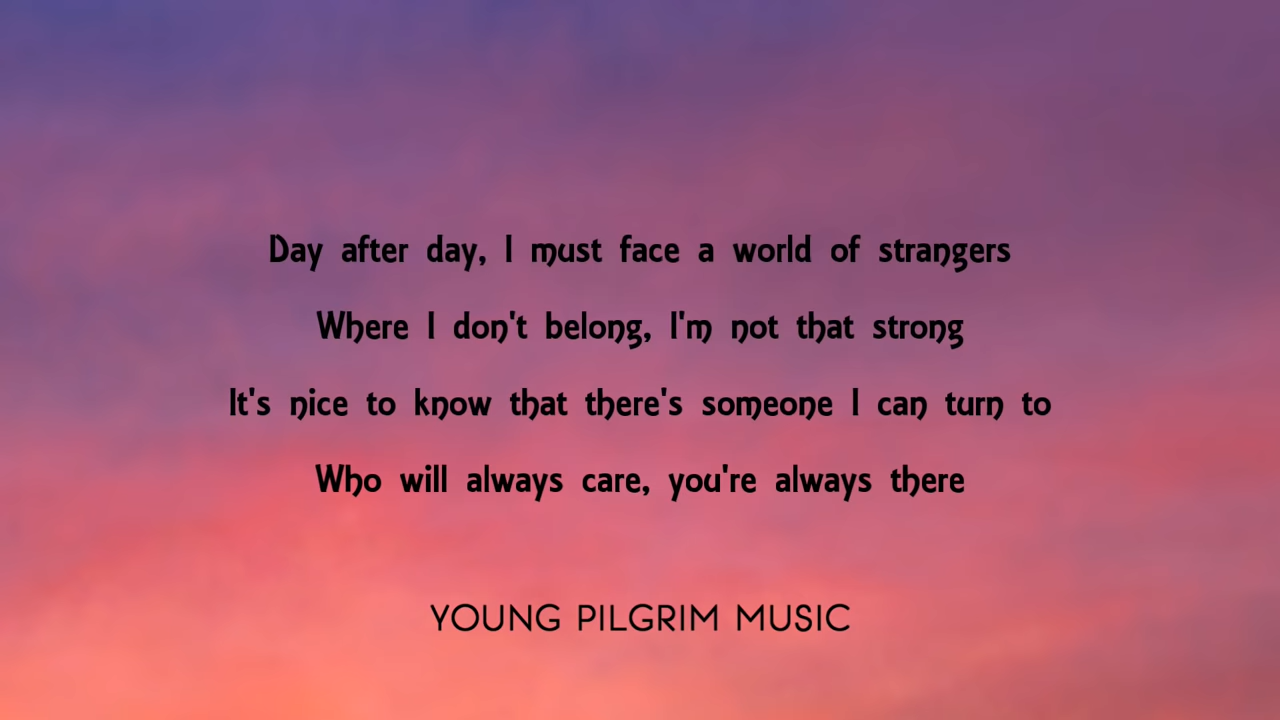 Day after day, I must face a world of strangers
Where I don't belong, I'm not that strong
It's nice to know that there's someone I can turn to
Who will always care, you're always there
YOUNG PILGRIM MUSIC